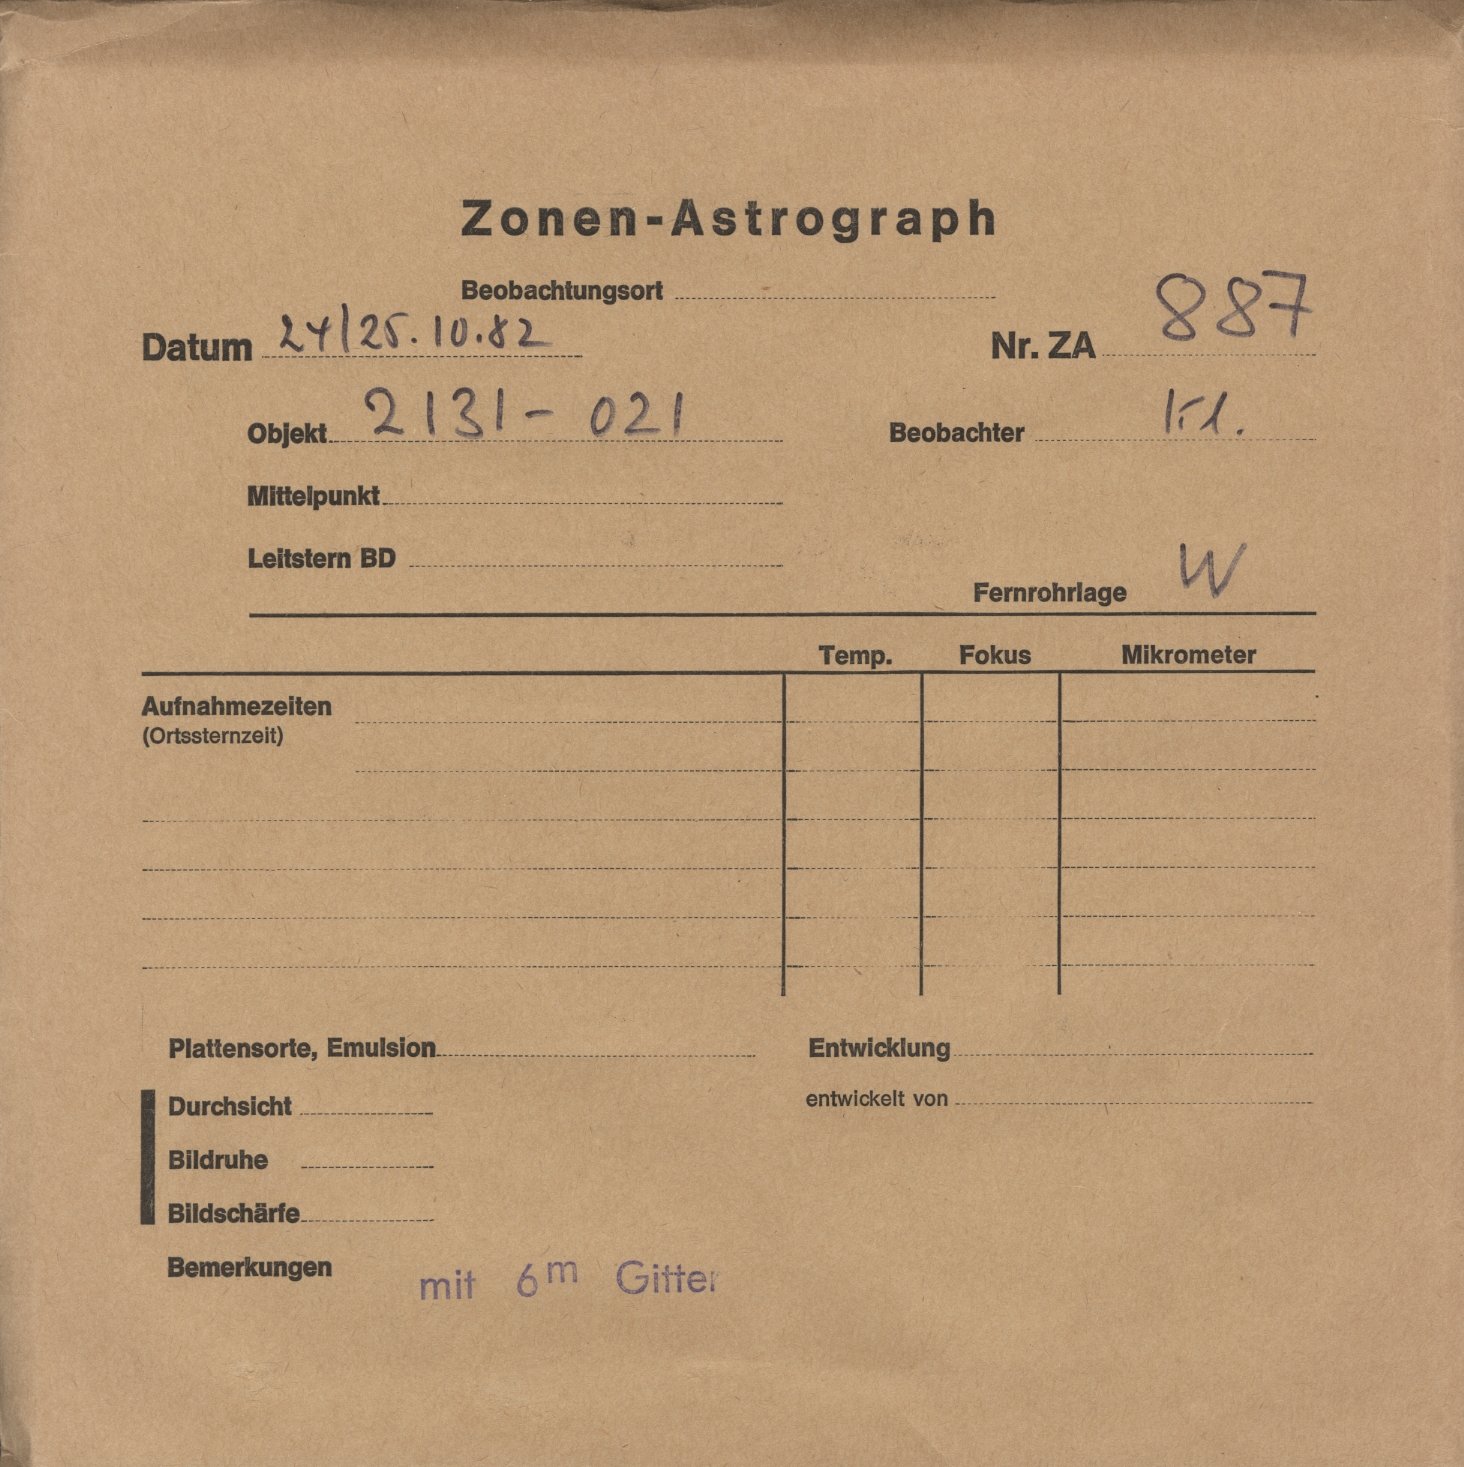 Zonen-Astrograph
Beobachtungsort
Datum 24/25.10.82
Nr. ZA 887
Objekt 2131-021
Beobachter Kl.
Mittelpunkt
Leitstern BD
Fernrohrlage W
Temp. Fokus Mikrometer
Aufnahmezeiten
(Ortssternzeit)
Plattensorte, Emulsion
Entwicklung
Durchsicht
entwickelt von
Bildruhe
Bildschärfe
Bemerkungen mit 6m Gitter